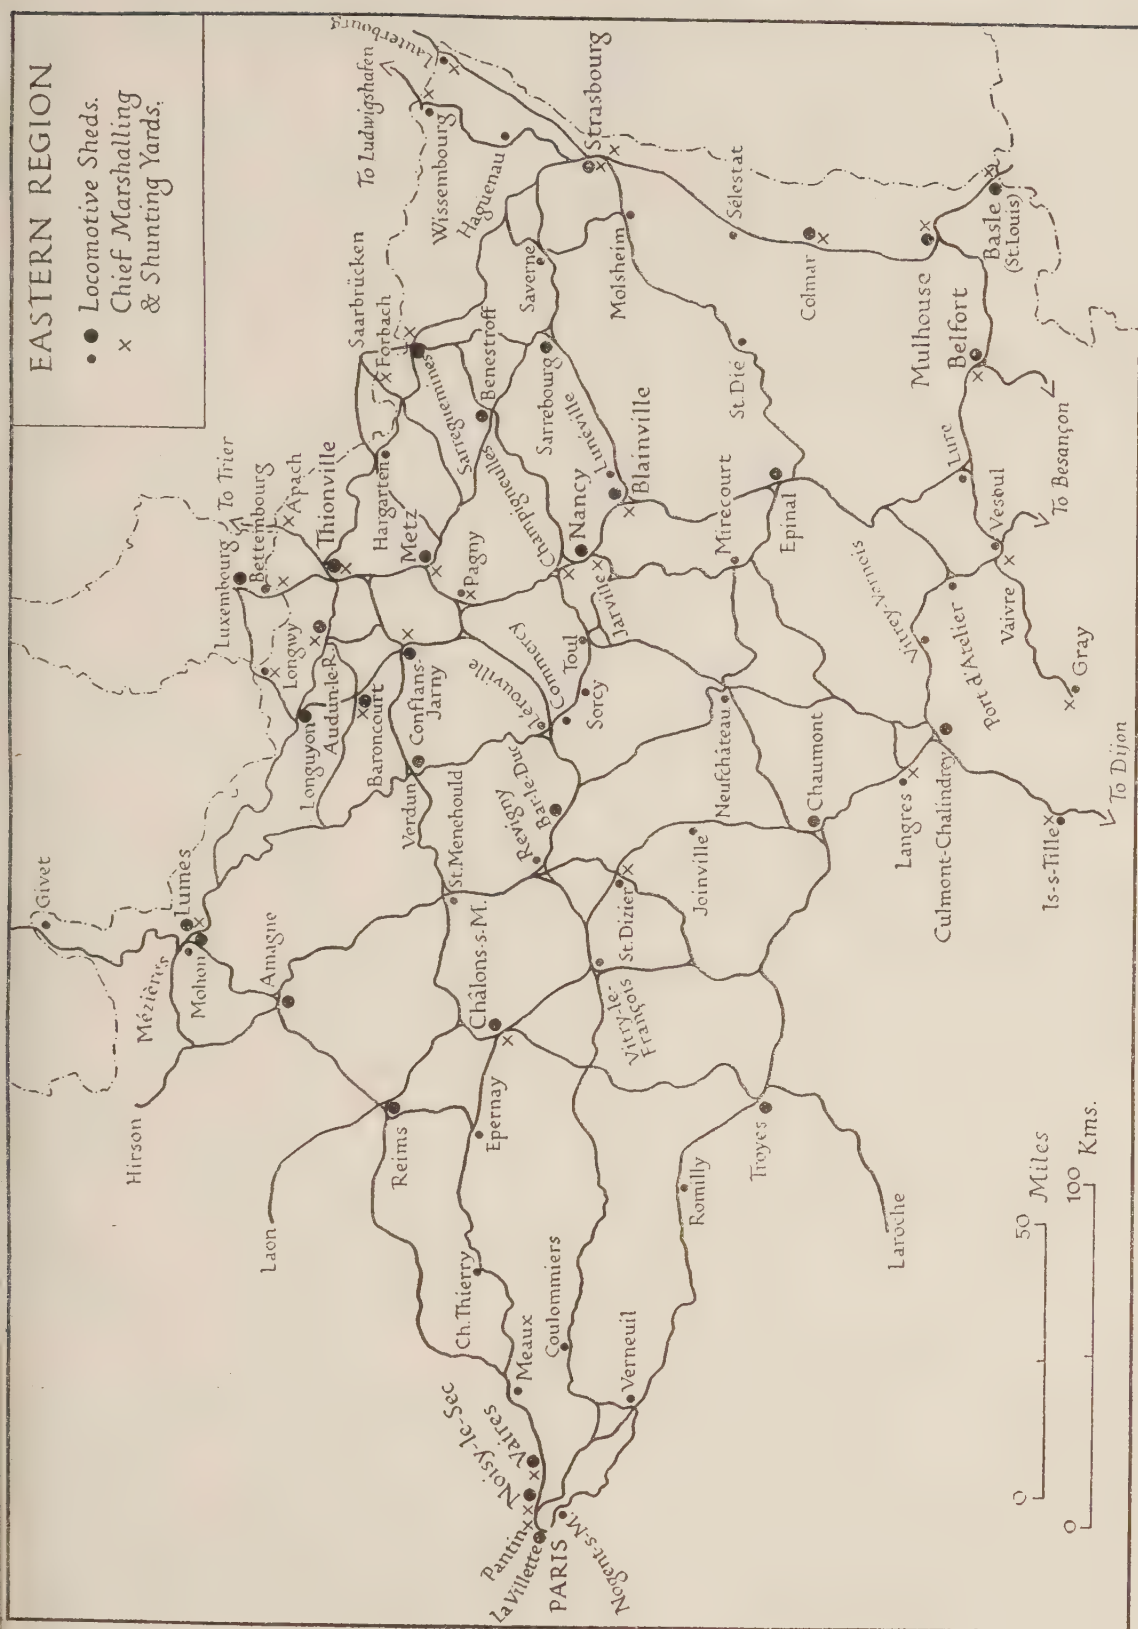 EASTERN REGION
Locomotive Sheds.
× Chief Marshalling
& Shunting Yards.
Lauterbourg
To Ludwigshafen
Wissembourg
Haguenau
Strasbourg
Saarbrücken
Forbach
Sarreguemines
Benestroff
Saverne
Molsheim
Sélestat
Colmar
Mulhouse
Basle
(St.Louis)
Belfort
To Besançon
To Trier
Apach
Bettembourg
Luxembourg
Thionville
Hargarten
Metz
Pagny
Champigneulles
Sarrebourg
Lunéville
Blainville
Nancy
Jarville
St.Dié
Mirecourt
Epinal
Lure
Vesoul
Vaivre
Gray
Vitrey-Vernois
Port d'Atelier
Longwy
Audun-le-R.
Longuyon
Baroncourt
Conflans-
Jarny
Lérouville
Commercy
Toul
Sorcy
Neufchâteau
Chaumont
Langres
Culmont-Chalindrey
Is-s-Tille
To Dijon
Verdun
St.Menehould
Revigny
Bar-le-Duc
St.Dizier
Joinville
Givet
Lumes
Mézières
Mohon
Amagne
Châlons-s-M.
Vitry-le-
François
Hirson
Laon
Reims
Epernay
Troyes
Romilly
Laroche
Ch.Thierry
Meaux
Coulommiers
Verneuil
Noisy-le-Sec
Vaires
Pantin
La Villette
PARIS
Nogent-s-M.
0 50 Miles
0 100 Kms.